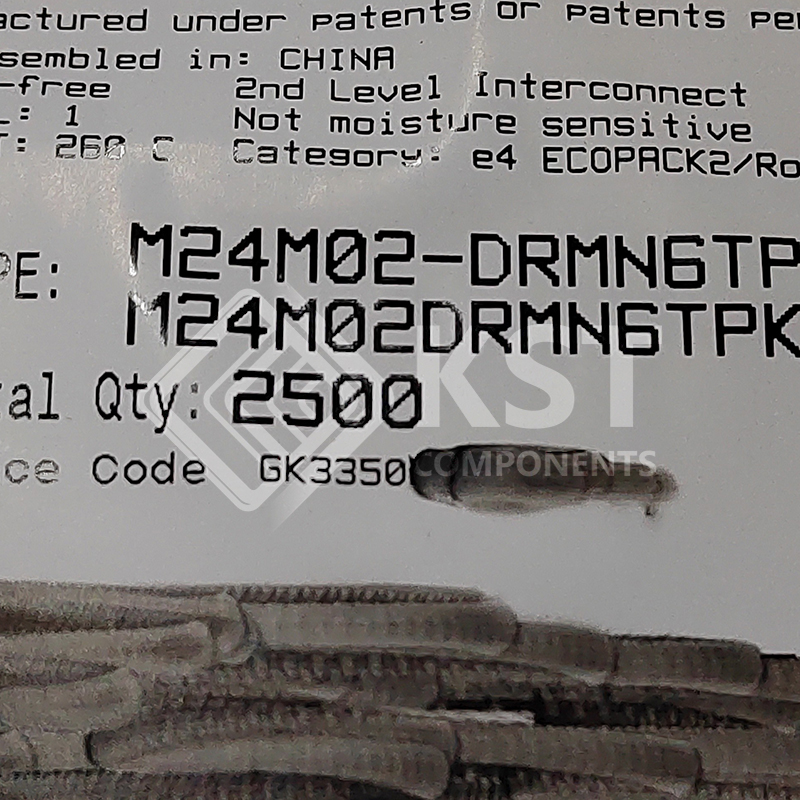 actured under patents or patents pe
sembled in: CHINA
-free 2nd Level Interconnect
L: 1 Not moisture sensitive
T: 260 C Category: e4 ECOPACK2/Ro
PE: M24M02-DRMN6TP
M24M02DRMN6TPK
al Qty: 2500
ce Code GK3350
KST
COMPONENTS